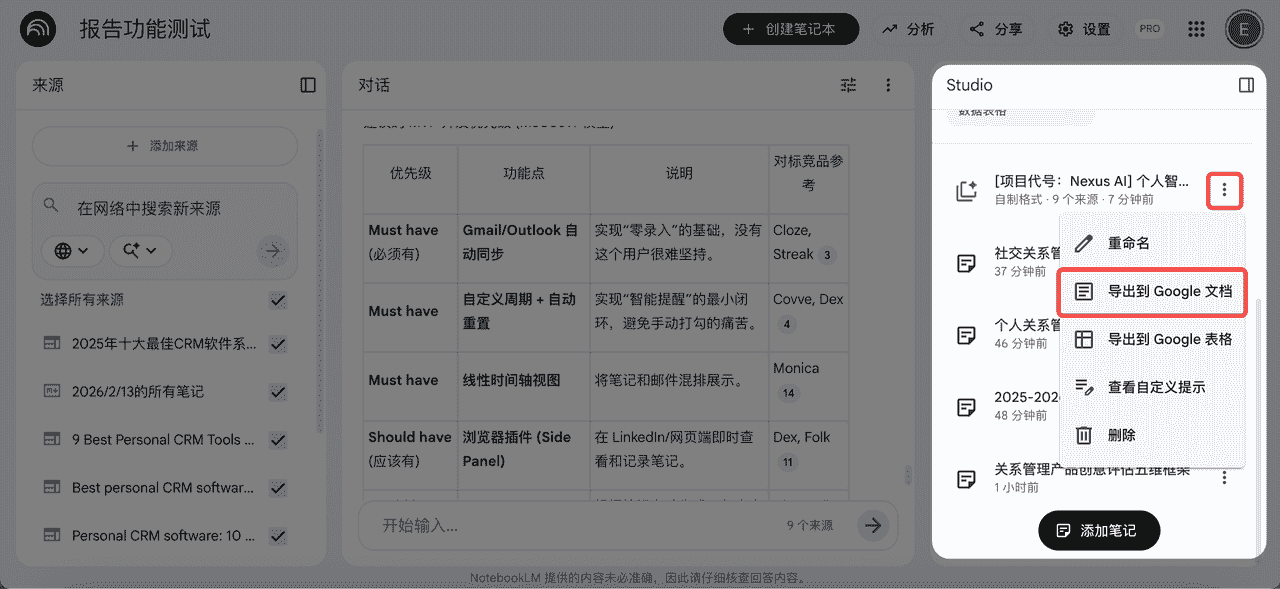 报告功能测试
创建笔记本
分析
分享
设置
PRO
E
来源
添加来源
在网络中搜索新来源
选择所有来源
2025年十大最佳CRM软件系...
2026/2/13的所有笔记
9 Best Personal CRM Tools ...
Best personal CRM softwar...
Personal CRM software: 10 ...
对话
优先级
功能点
说明
对标竞品参
考
Must have
(必须有)
Gmail/Outlook 自
动同步
实现“零录入”的基础，没有
这个用户很难坚持。
Cloze,
Streak 3
Must have
自定义周期 + 自动
重置
实现“智能提醒”的最小闭
环，避免手动打勾的痛苦。
Covve, Dex
4
Must have
线性时间轴视图
将笔记和邮件混排展示。
Monica
14
Should have
(应该有)
浏览器插件 (Side
Panel)
在 LinkedIn/网页端即时查
看和记录笔记。
Dex, Folk
11
开始输入...
9 个来源
NotebookLM 提供的内容未必准确，因此请仔细核查回答内容。
Studio
数据表格
[项目代号：Nexus AI] 个人智...
自制格式 · 9 个来源 · 7 分钟前
社交关系管
37 分钟前
个人关系管
46 分钟前
2025-202
48 分钟前
关系管理产品创意评估五维框架
1 小时前
重命名
导出到 Google 文档
导出到 Google 表格
查看自定义提示
删除
添加笔记